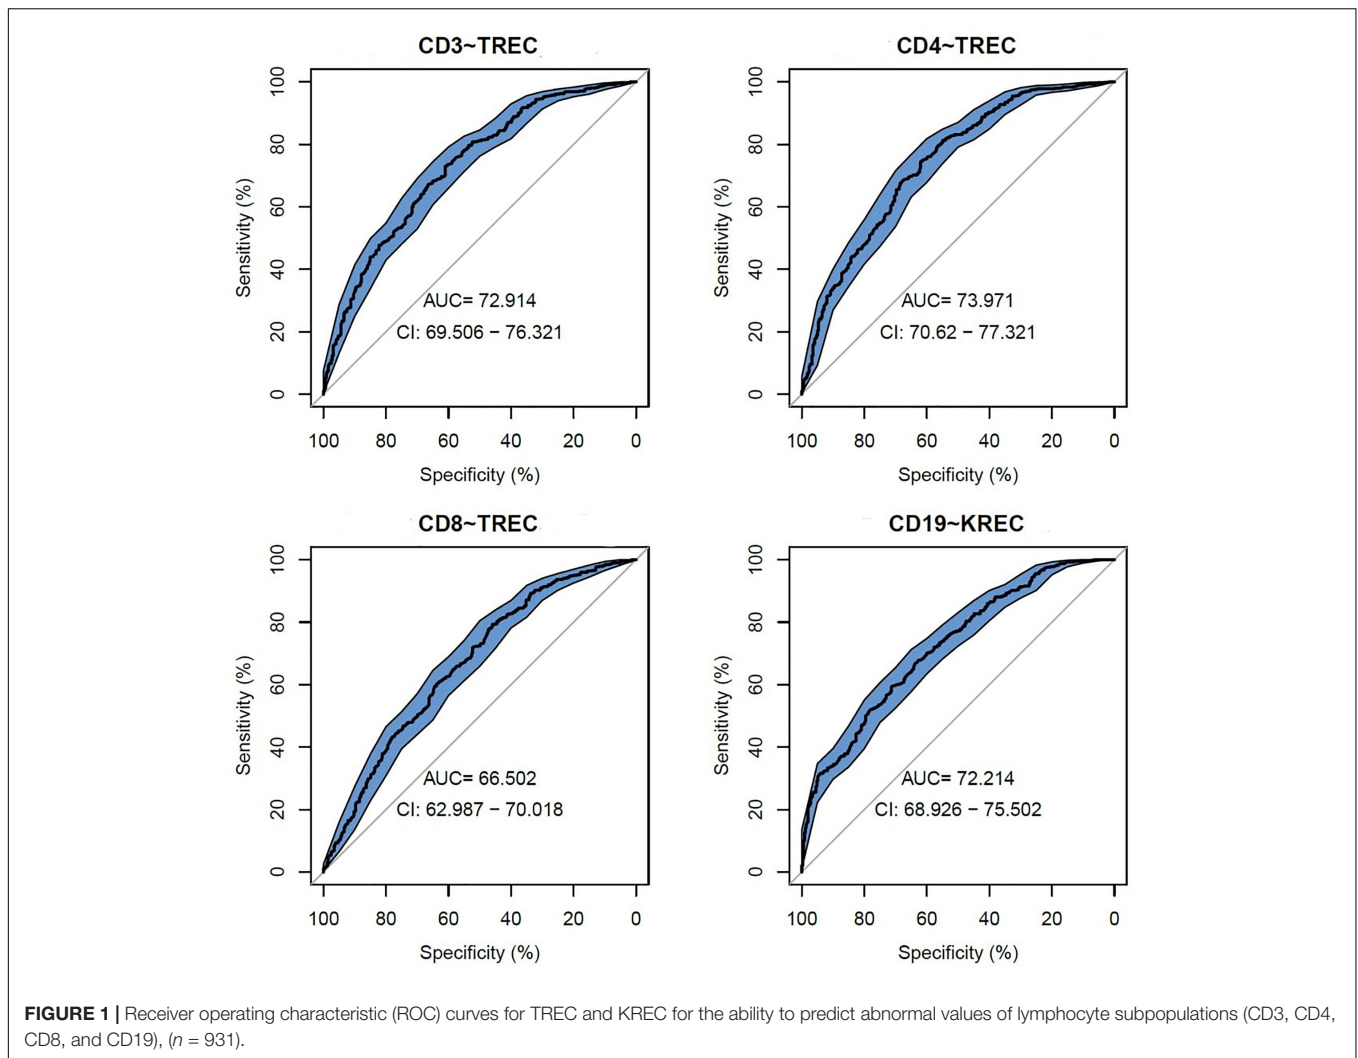 CD3~TREC
100
80
60
40
20
0
Sensitivity (%)
AUC= 72.914
CI: 69.506 − 76.321
100 80 60 40 20 0
Specificity (%)
CD4~TREC
100
80
60
40
20
0
Sensitivity (%)
AUC= 73.971
CI: 70.62 − 77.321
100 80 60 40 20 0
Specificity (%)
CD8~TREC
100
80
60
40
20
0
Sensitivity (%)
AUC= 66.502
CI: 62.987 − 70.018
100 80 60 40 20 0
Specificity (%)
CD19~KREC
100
80
60
40
20
0
Sensitivity (%)
AUC= 72.214
CI: 68.926 − 75.502
100 80 60 40 20 0
Specificity (%)
FIGURE 1 | Receiver operating characteristic (ROC) curves for TREC and KREC for the ability to predict abnormal values of lymphocyte subpopulations (CD3, CD4,
CD8, and CD19), (n = 931).